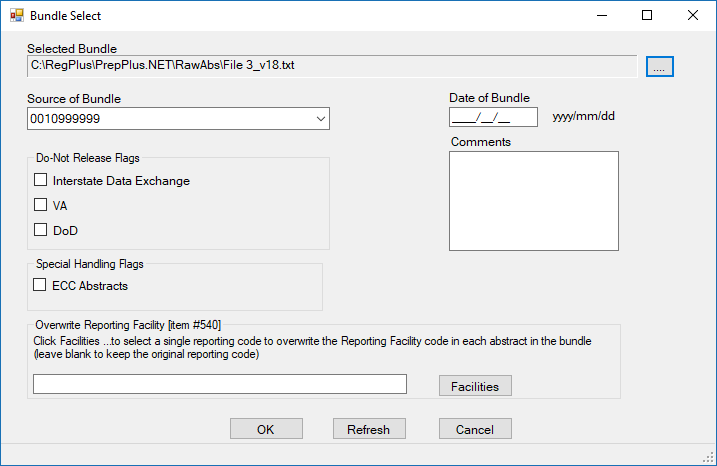 Bundle Select
Selected Bundle
C:\RegPlus\PrepPlus.NET\RawAbs\File 3_v18.txt
....
Source of Bundle
0010999999
Date of Bundle
____/__/__
yyyy/mm/dd
Comments
Do-Not Release Flags
Interstate Data Exchange
VA
DoD
Special Handling Flags
ECC Abstracts
Overwrite Reporting Facility [item #540]
Click Facilities ...to select a single reporting code to overwrite the Reporting Facility code in each abstract in the bundle
(leave blank to keep the original reporting code)
Facilities
OK
Refresh
Cancel